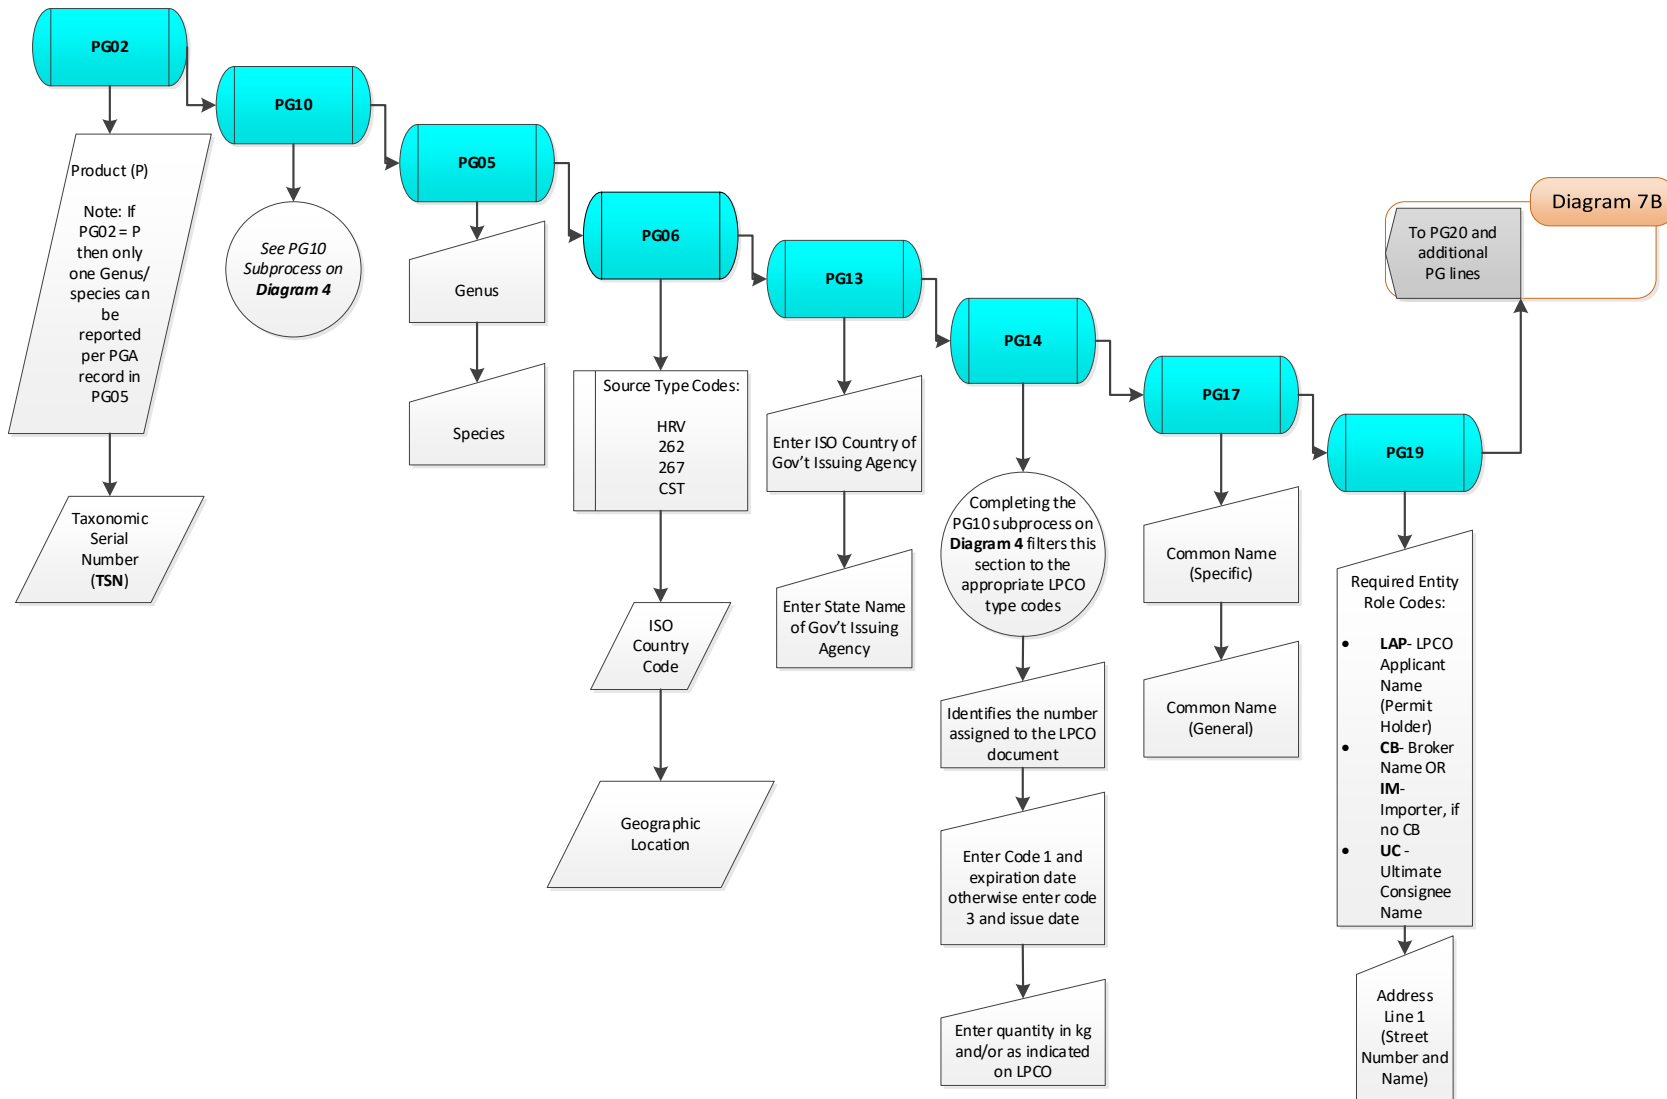 PG02
Product (P)
Note: If
PG02 = P
then only
one Genus/
species can
be
reported
per PGA
record in
PG05
Taxonomic
Serial
Number
(TSN)
PG10
See PG10
Subprocess on
Diagram 4
PG05
Genus
Species
PG06
Source Type Codes:
HRV
262
267
CST
ISO
Country
Code
Geographic
Location
PG13
Enter ISO Country of
Gov't Issuing Agency
Enter State Name
of Gov't Issuing
Agency
PG14
Completing the
PG10 subprocess on
Diagram 4 filters this
section to the
appropriate LPCO
type codes
Identifies the number
assigned to the LPCO
document
Enter Code 1 and
expiration date
otherwise enter code
3 and issue date
Enter quantity in kg
and/or as indicated
on LPCO
PG17
Common Name
(Specific)
Common Name
(General)
PG19
Required Entity
Role Codes:
• LAP- LPCO
Applicant
Name
(Permit
Holder)
• CB- Broker
Name OR
IM-
Importer, if
no CB
• UC -
Ultimate
Consignee
Name
Address
Line 1
(Street
Number and
Name)
Diagram 7B
To PG20 and
additional
PG lines